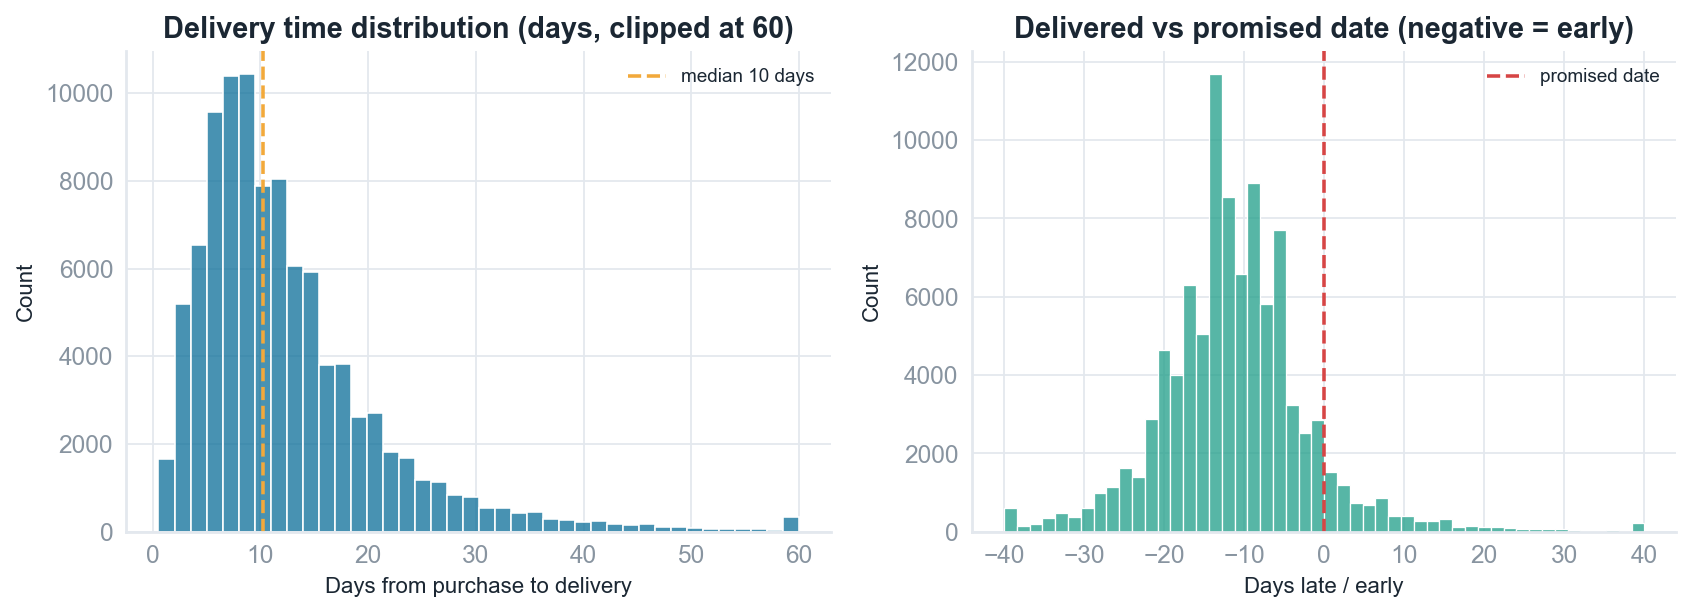 Delivery time distribution (days, clipped at 60)
median 10 days
10000
8000
6000
4000
2000
0
Count
0 10 20 30 40 50 60
Days from purchase to delivery
Delivered vs promised date (negative = early)
promised date
12000
10000
8000
6000
4000
2000
0
Count
−40 −30 −20 −10 0 10 20 30 40
Days late / early